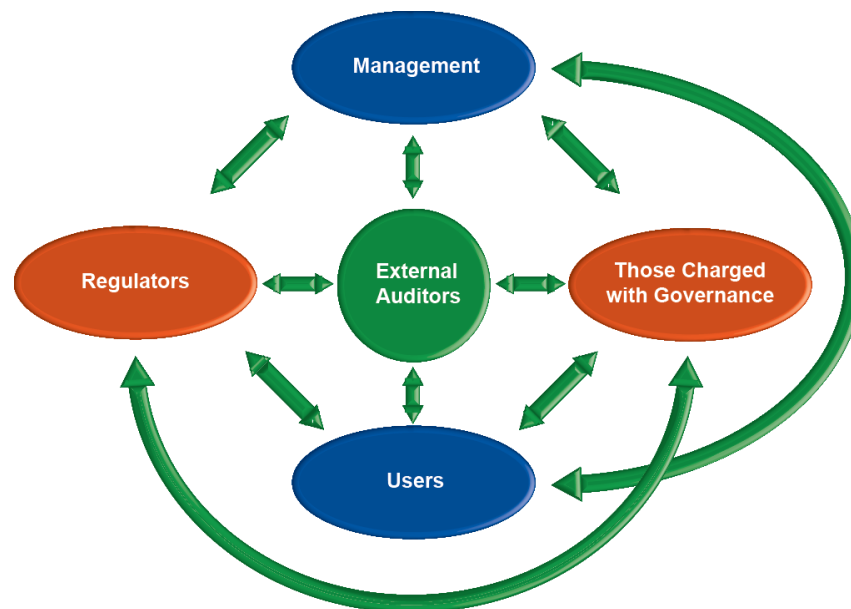 Management
Regulators
External
Auditors
Those Charged
with Governance
Users